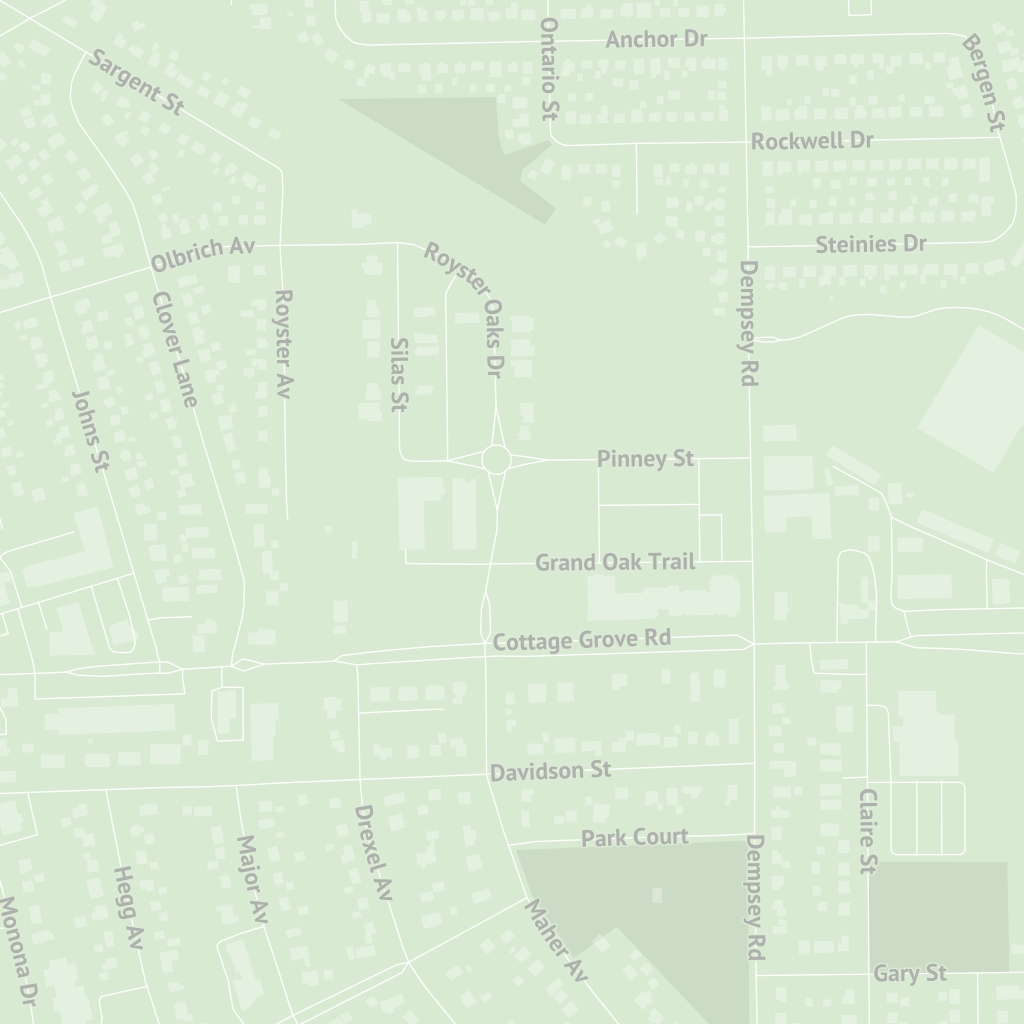 Anchor Dr
Ontario St
Bergen St
Sargent St
Rockwell Dr
Steinies Dr
Olbrich Av
Royster Oaks Dr
Dempsey Rd
Clover Lane
Royster Av
Silas St
Johns St
Pinney St
Grand Oak Trail
Cottage Grove Rd
Davidson St
Park Court
Claire St
Drexel Av
Major Av
Hegg Av
Monona Dr
Maher Av
Dempsey Rd
Gary St